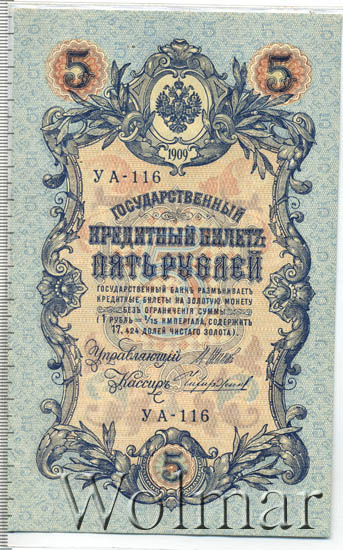 5 5
1909
УА-116
ГОСУДАРСТВЕННЫЙ
КРЕДИТНЫЙ БИЛЕТЪ
ПЯТЬ РУБЛЕЙ
ГОСУДАРСТВЕННЫЙ БАНКЪ РАЗМѢНИВАЕТЪ
КРЕДИТНЫЕ БИЛЕТЫ НА ЗОЛОТУЮ МОНЕТУ
БЕЗЪ ОГРАНИЧЕНІЯ СУММЫ
(1 РУБЛЬ = 1/15 ИМПЕРІАЛА, СОДЕРЖИТЪ
17,424 ДОЛЕЙ ЧИСТАГО ЗОЛОТА).
Управляющій
Кассиръ
УА-116
5
Wolmar